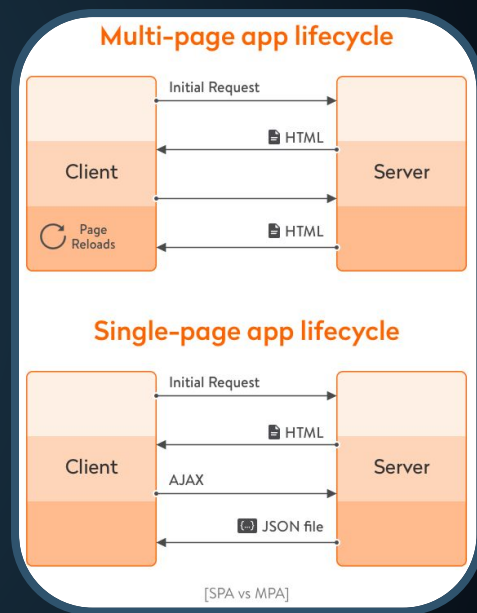 Multi-page app lifecycle
Initial Request
HTML
Client
Server
Page
Reloads
HTML
Single-page app lifecycle
Initial Request
HTML
Client
Server
AJAX
{...} JSON file
[SPA vs MPA]